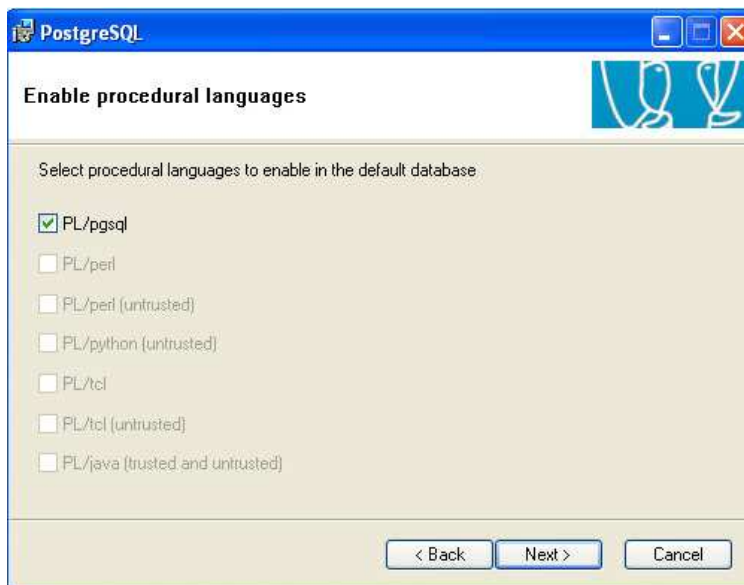 PostgreSQL
Enable procedural languages
Select procedural languages to enable in the default database
PL/pgsql
PL/perl
PL/perl (untrusted)
PL/python (untrusted)
PL/tcl
PL/tcl (untrusted)
PL/java (trusted and untrusted)
< Back Next > Cancel